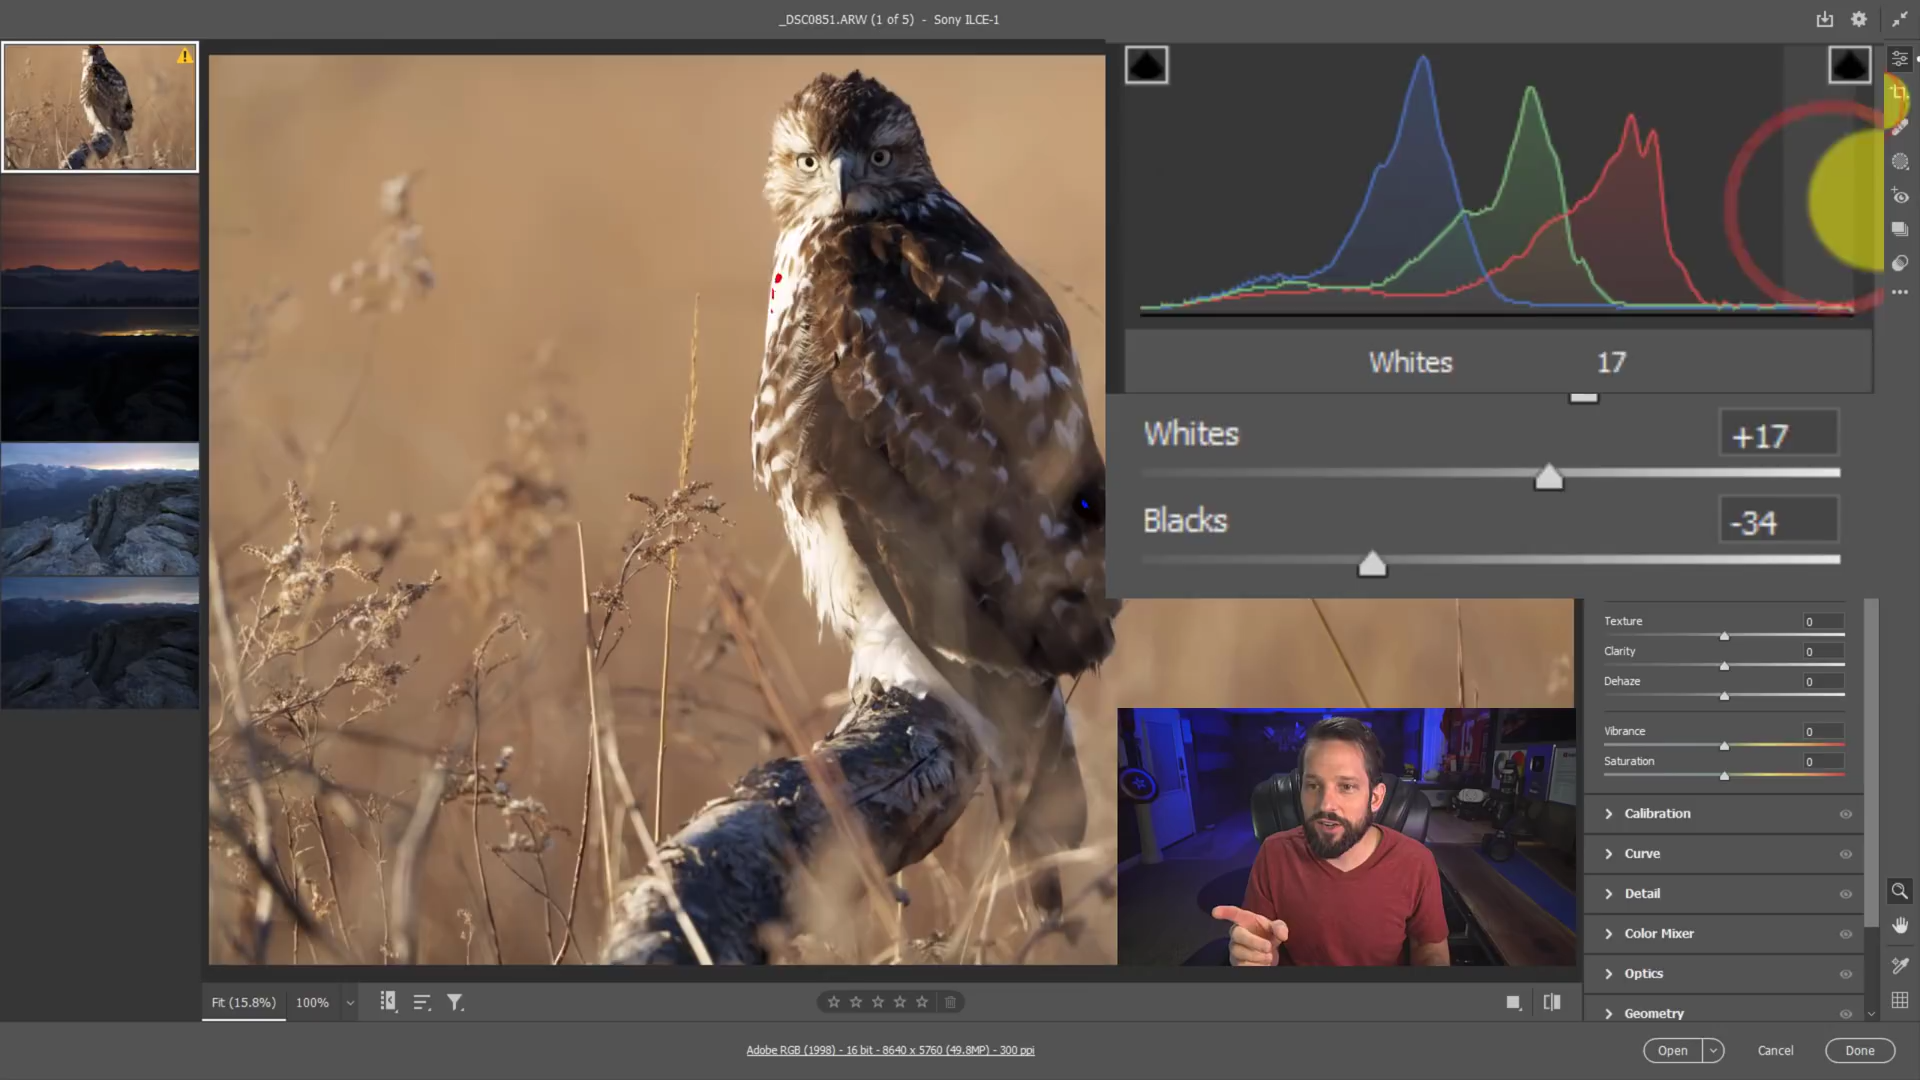 _DSC0851.ARW (1 of 5)  -  Sony ILCE-1
Whites 17
Whites +17
Blacks -34
Texture 0
Clarity 0
Dehaze 0
Vibrance 0
Saturation 0
Calibration
Curve
Detail
Color Mixer
Optics
Geometry
Fit (15.8%) 100%
Adobe RGB (1998) - 16 bit - 8640 x 5760 (49.8MP) - 300 ppi
Open Cancel Done